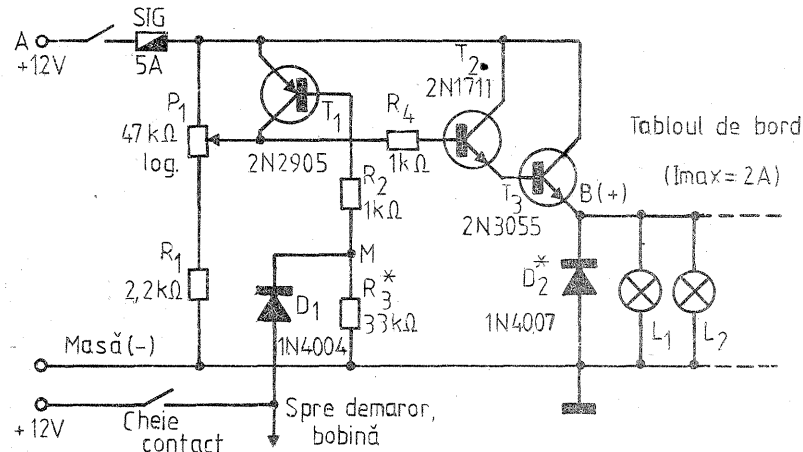 SIG
A
+12V
5A
P1
47kΩ
log.
T1
2N2905
R4
1kΩ
T2
2N1711
T3
2N3055
B(+)
Tabloul de bord
(Imax = 2A)
R2
1kΩ
M
R1
2,2kΩ
D1
1N4004
R3*
33kΩ
D2*
1N4007
L1
L2
Masă(-)
+12V
Cheie
contact
Spre demaror,
bobină